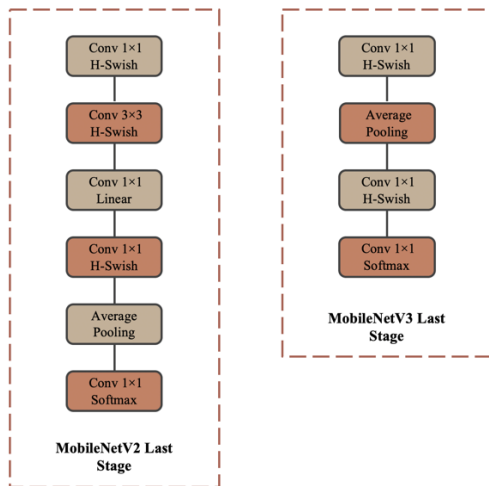 Conv 1×1
H-Swish
Conv 3×3
H-Swish
Conv 1×1
Linear
Conv 1×1
H-Swish
Average
Pooling
Conv 1×1
Softmax
MobileNetV2 Last
Stage
Conv 1×1
H-Swish
Average
Pooling
Conv 1×1
H-Swish
Conv 1×1
Softmax
MobileNetV3 Last
Stage